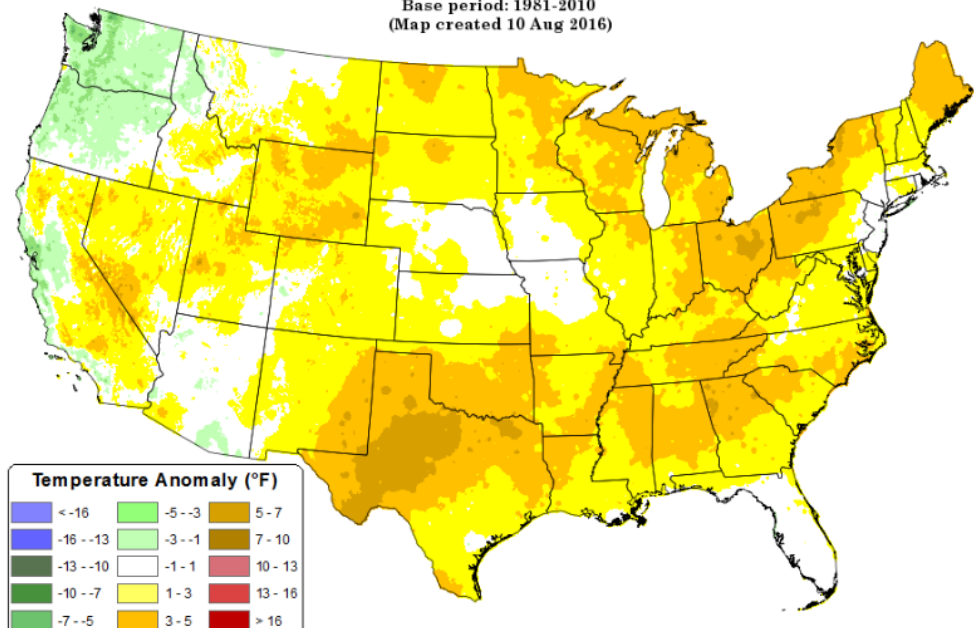 Base period: 1981-2010
(Map created 10 Aug 2016)
Temperature Anomaly (°F)
< -16
-5 - -3
5 - 7
-16 - -13
-3 - -1
7 - 10
-13 - -10
-1 - 1
10 - 13
-10 - -7
1 - 3
13 - 16
-7 - -5
3 - 5
> 16